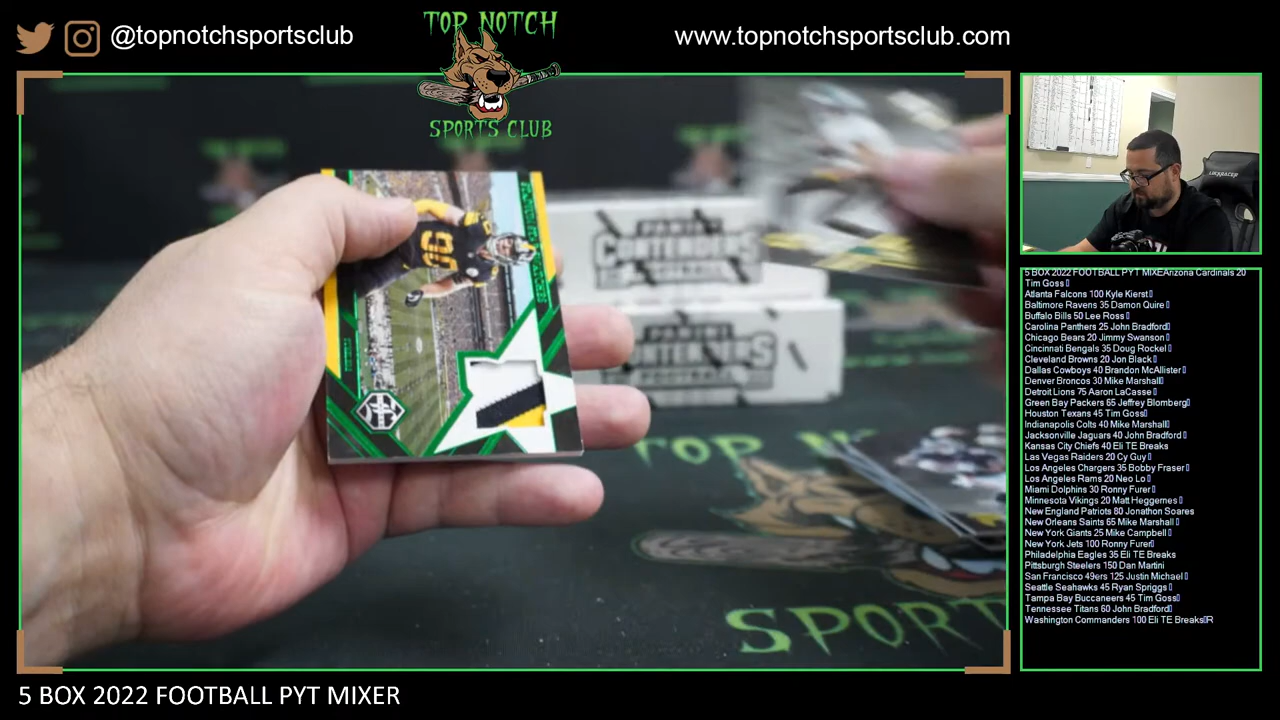 @topnotchsportsclub
TOP NOTCH
SPORTS CLUB
www.topnotchsportsclub.com
PANINI
CONTENDERS
FOOTBALL
PANINI
CONTENDERS
FOOTBALL
TOP NOT
SPORT
5 BOX 2022 FOOTBALL PYT MIXEArizona Cardinals 20
Tim Goss
Atlanta Falcons 100 Kyle Kierst
Baltimore Ravens 35 Damon Quire
Buffalo Bills 50 Lee Ross
Carolina Panthers 25 John Bradford
Chicago Bears 20 Jimmy Swanson
Cincinnati Bengals 35 Doug Rockel
Cleveland Browns 20 Jon Black
Dallas Cowboys 40 Brandon McAllister
Denver Broncos 30 Mike Marshall
Detroit Lions 75 Aaron LaCasse
Green Bay Packers 65 Jeffrey Blomberg
Houston Texans 45 Tim Goss
Indianapolis Colts 40 Mike Marshall
Jacksonville Jaguars 40 John Bradford
Kansas City Chiefs 40 Eli TE Breaks
Las Vegas Raiders 20 Cy Guy
Los Angeles Chargers 35 Bobby Fraser
Los Angeles Rams 20 Neo Lo
Miami Dolphins 30 Ronny Furer
Minnesota Vikings 20 Matt Heggernes
New England Patriots 80 Jonathon Soares
New Orleans Saints 65 Mike Marshall
New York Giants 25 Mike Campbell
New York Jets 100 Ronny Furer
Philadelphia Eagles 35 Eli TE Breaks
Pittsburgh Steelers 150 Dan Martini
San Francisco 49ers 125 Justin Michael
Seattle Seahawks 45 Ryan Spriggs
Tampa Bay Buccaneers 45 Tim Goss
Tennessee Titans 60 John Bradford
Washington Commanders 100 Eli TE Breaks R
5 BOX 2022 FOOTBALL PYT MIXER